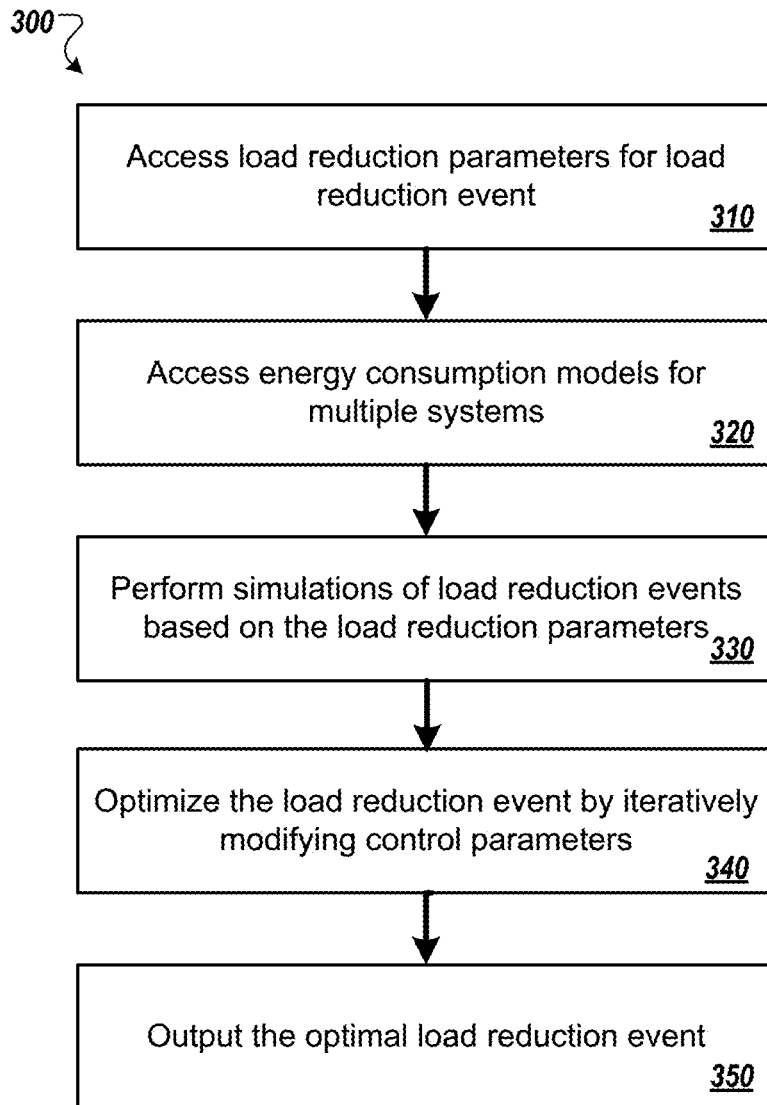 300
Access load reduction parameters for load
reduction event
310
Access energy consumption models for
multiple systems
320
Perform simulations of load reduction events
based on the load reduction parameters
330
Optimize the load reduction event by iteratively
modifying control parameters
340
Output the optimal load reduction event
350